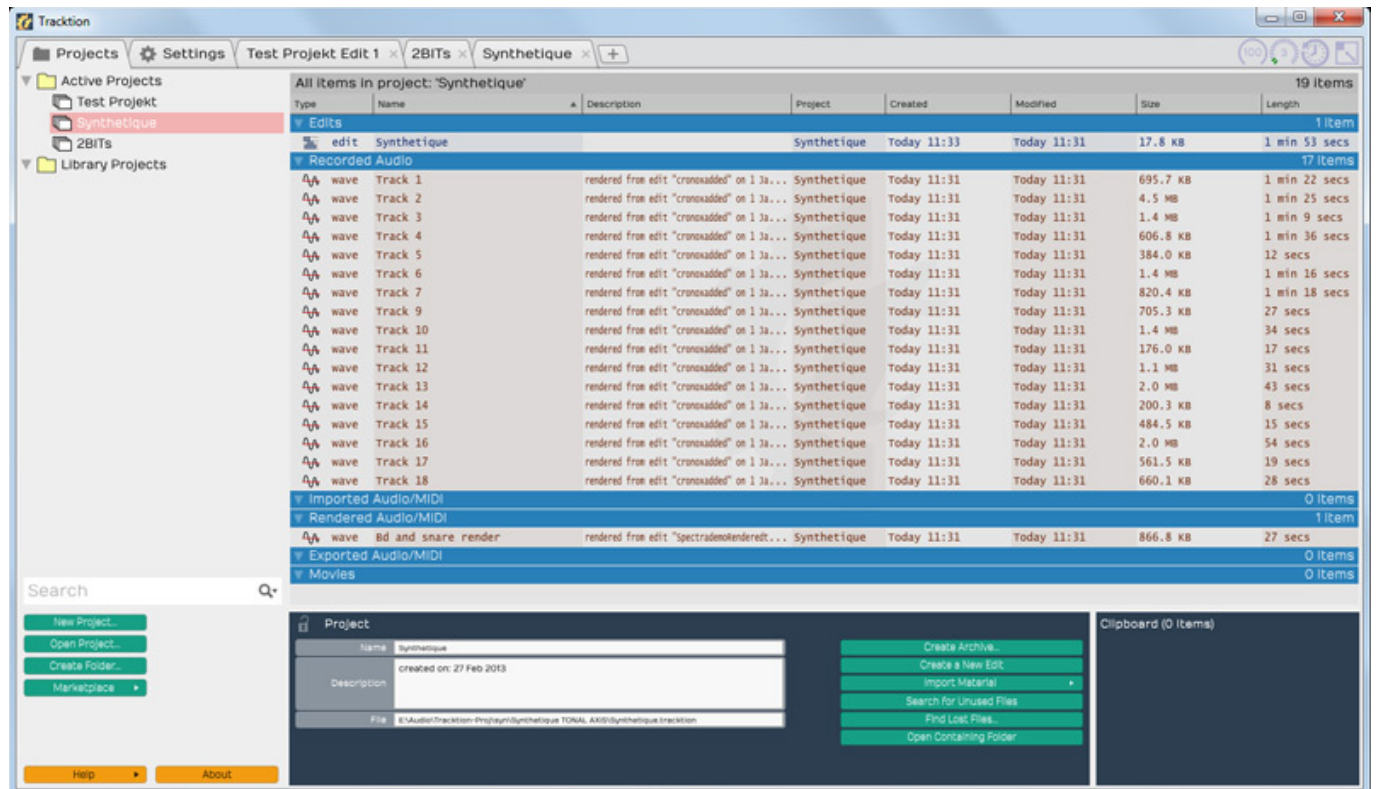 Tracktion
Projects Settings Test Projekt Edit 1 × 2BITs × Synthetique × + 100 3
Active Projects
Test Projekt
Synthetique
2BITs
Library Projects
All items in project: 'Synthetique' 19 items
Type Name Description Project Created Modified Size Length
Edits 1 item
edit Synthetique Synthetique Today 11:33 Today 11:31 17.8 KB 1 min 53 secs
Recorded Audio 17 items
wave Track 1 rendered from edit "cronoxadded" on 1 Ja... Synthetique Today 11:31 Today 11:31 695.7 KB 1 min 22 secs
wave Track 2 rendered from edit "cronoxadded" on 1 Ja... Synthetique Today 11:31 Today 11:31 4.5 MB 1 min 25 secs
wave Track 3 rendered from edit "cronoxadded" on 1 Ja... Synthetique Today 11:31 Today 11:31 1.4 MB 1 min 9 secs
wave Track 4 rendered from edit "cronoxadded" on 1 Ja... Synthetique Today 11:31 Today 11:31 606.8 KB 1 min 36 secs
wave Track 5 rendered from edit "cronoxadded" on 1 Ja... Synthetique Today 11:31 Today 11:31 384.0 KB 12 secs
wave Track 6 rendered from edit "cronoxadded" on 1 Ja... Synthetique Today 11:31 Today 11:31 1.4 MB 1 min 16 secs
wave Track 7 rendered from edit "cronoxadded" on 1 Ja... Synthetique Today 11:31 Today 11:31 820.4 KB 1 min 18 secs
wave Track 9 rendered from edit "cronoxadded" on 1 Ja... Synthetique Today 11:31 Today 11:31 705.3 KB 27 secs
wave Track 10 rendered from edit "cronoxadded" on 1 Ja... Synthetique Today 11:31 Today 11:31 1.4 MB 34 secs
wave Track 11 rendered from edit "cronoxadded" on 1 Ja... Synthetique Today 11:31 Today 11:31 176.0 KB 17 secs
wave Track 12 rendered from edit "cronoxadded" on 1 Ja... Synthetique Today 11:31 Today 11:31 1.1 MB 31 secs
wave Track 13 rendered from edit "cronoxadded" on 1 Ja... Synthetique Today 11:31 Today 11:31 2.0 MB 43 secs
wave Track 14 rendered from edit "cronoxadded" on 1 Ja... Synthetique Today 11:31 Today 11:31 200.3 KB 8 secs
wave Track 15 rendered from edit "cronoxadded" on 1 Ja... Synthetique Today 11:31 Today 11:31 484.5 KB 15 secs
wave Track 16 rendered from edit "cronoxadded" on 1 Ja... Synthetique Today 11:31 Today 11:31 2.0 MB 54 secs
wave Track 17 rendered from edit "cronoxadded" on 1 Ja... Synthetique Today 11:31 Today 11:31 561.5 KB 19 secs
wave Track 18 rendered from edit "cronoxadded" on 1 Ja... Synthetique Today 11:31 Today 11:31 660.1 KB 28 secs
Imported Audio/MIDI 0 items
Rendered Audio/MIDI 1 item
wave Bd and snare render rendered from edit "SpectrademoRenderedt... Synthetique Today 11:31 Today 11:31 866.8 KB 27 secs
Exported Audio/MIDI 0 items
Movies 0 items
Search
New Project...
Open Project...
Create Folder...
Marketplace
Help About
Project
Name Synthetique
Description created on: 27 Feb 2013
File E:\Audio\Tracktion-Proj\syn\Synthetique TONAL AXIS\Synthetique.tracktion
Create Archive...
Create a New Edit
Import Material
Search for Unused Files
Find Lost Files...
Open Containing Folder
Clipboard (0 items)